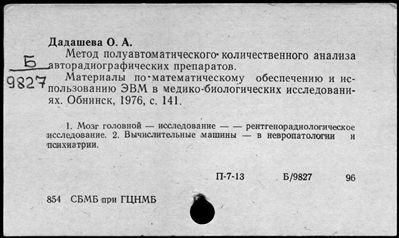 Дадашева О. А.
Метод полуавтоматического количественного анализа
авторадиографических препаратов.
Б
9827
Материалы по математическому обеспечению и ис-
пользованию ЭВМ в медико-биологических исследовани-
ях. Обнинск, 1976, с. 141.
1. Мозг головной — исследование — — рентгенорадиологическое
исследование. 2. Вычислительные машины — в невропатологии и
психиатрии.
П-7-13 Б/9827 96
854 СБМБ при ГЦНМБ